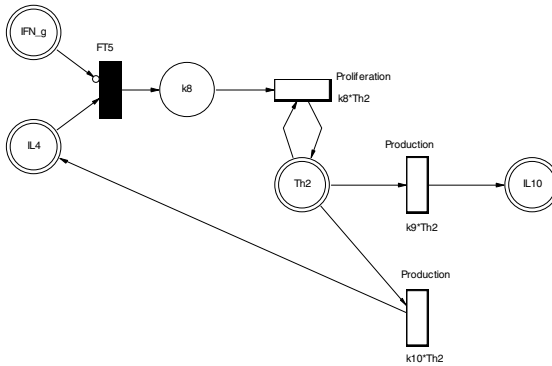 IFN_g
FT5
k8
Proliferation
k8*Th2
IL4
Production
Th2
IL10
k9*Th2
Production
k10*Th2